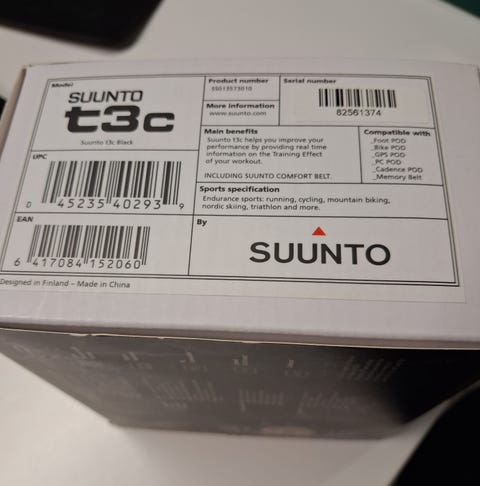 Model
SUUNTO
t3c
Suunto t3c Black
Product number
SS013573010
More information
www.suunto.com
Serial number
82561374
Main benefits
Suunto t3c helps you improve your
performance by providing real time
information on the Training Effect
of your workout.
INCLUDING SUUNTO COMFORT BELT.
Compatible with
_Foot POD
_Bike POD
_GPS POD
_PC POD
_Cadence POD
_Memory Belt
UPC
0 45235 40293 9
Sports specification
Endurance sports: running, cycling, mountain biking,
nordic skiing, triathlon and more.
EAN
6 417084 152060
By
SUUNTO
Designed in Finland – Made in China